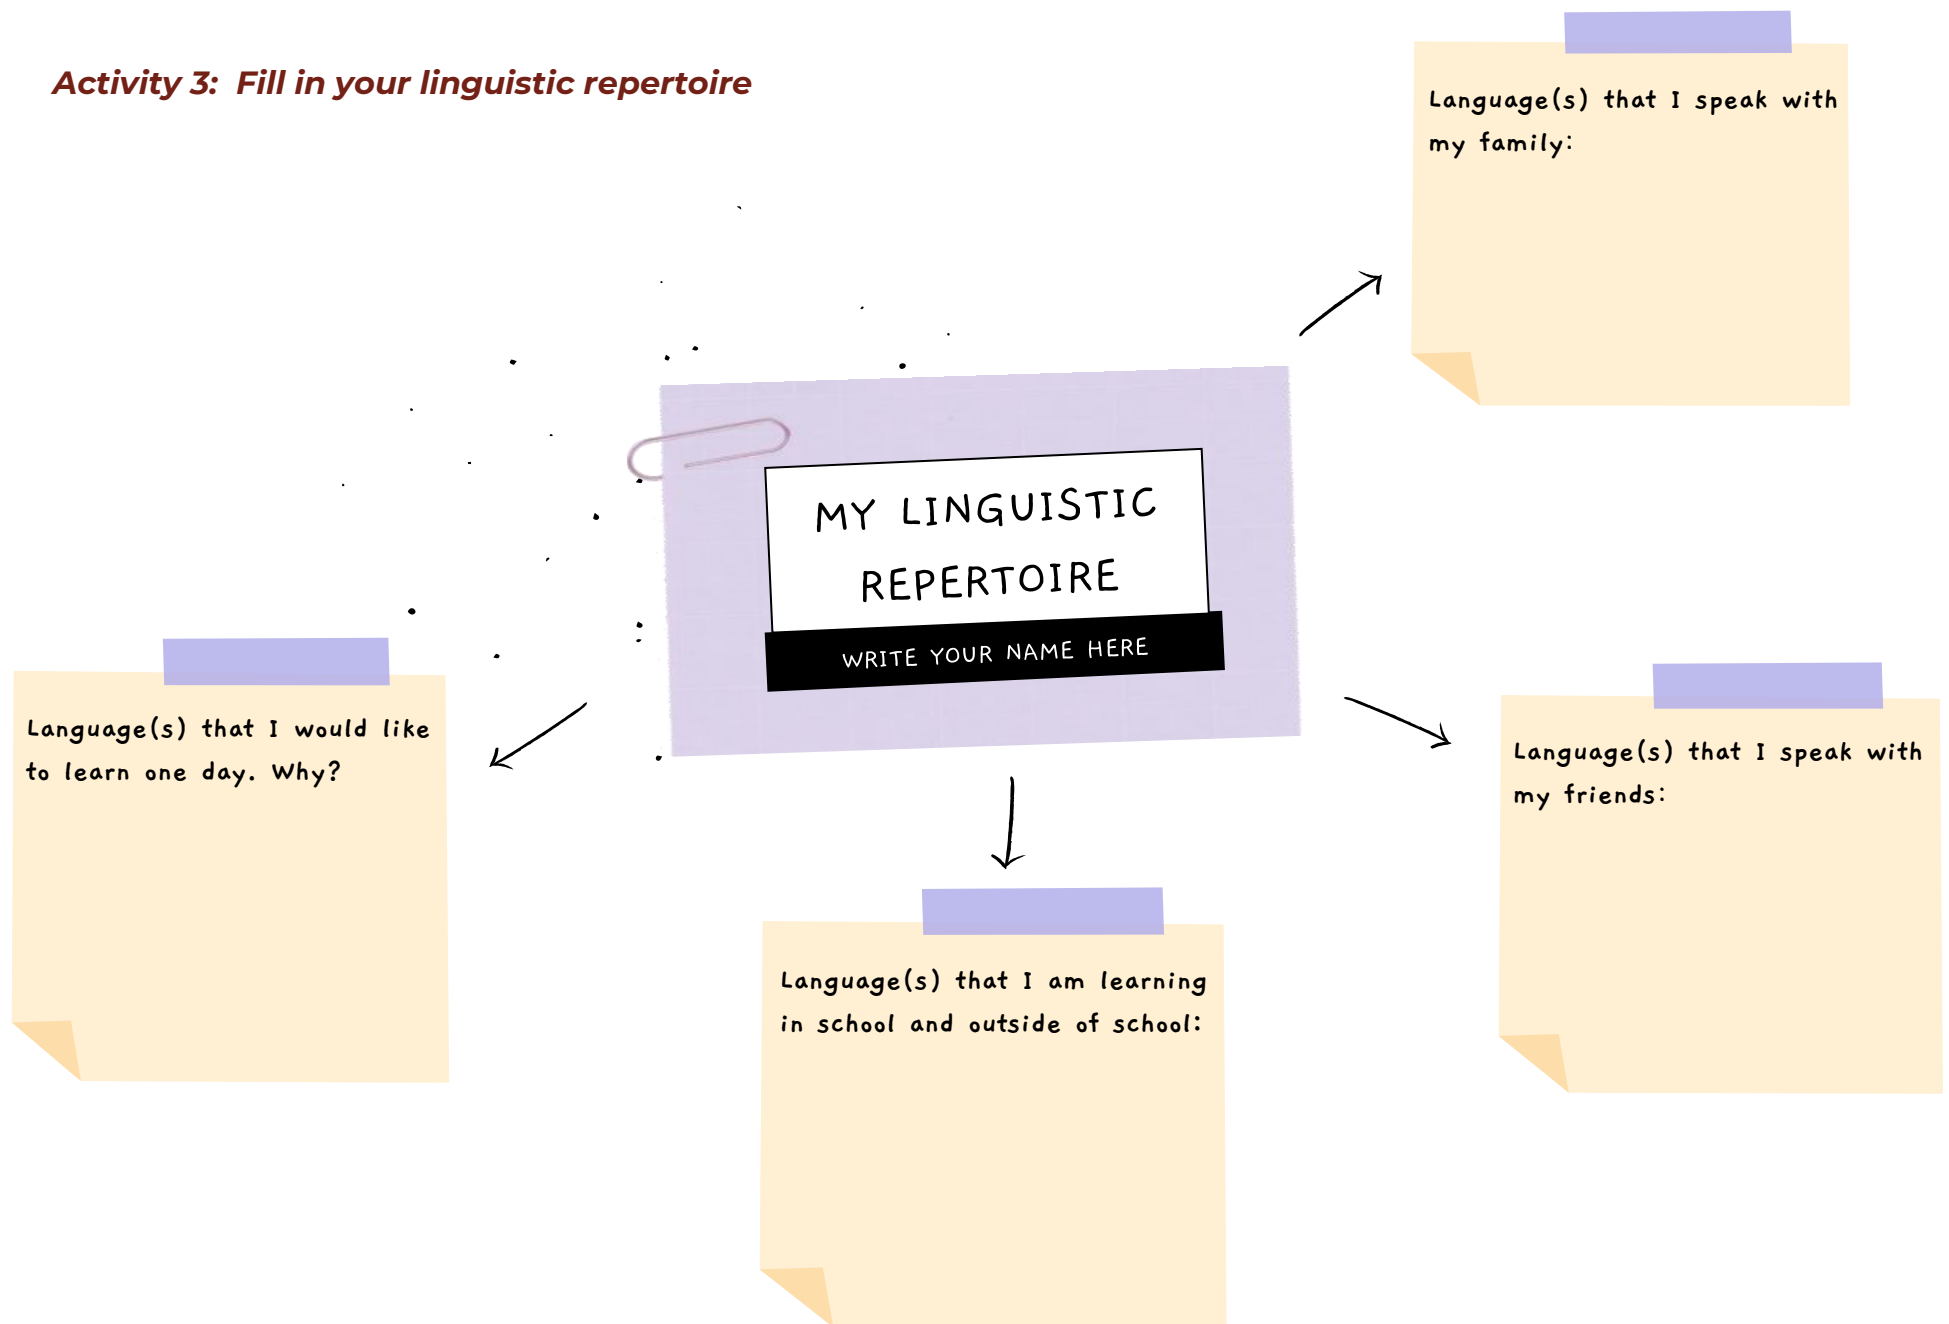 Activity 3: Fill in your linguistic repertoire
Language(s) that I speak with
my family:
MY LINGUISTIC
REPERTOIRE
WRITE YOUR NAME HERE
Language(s) that I would like
to learn one day. Why?
Language(s) that I speak with
my friends:
Language(s) that I am learning
in school and outside of school: